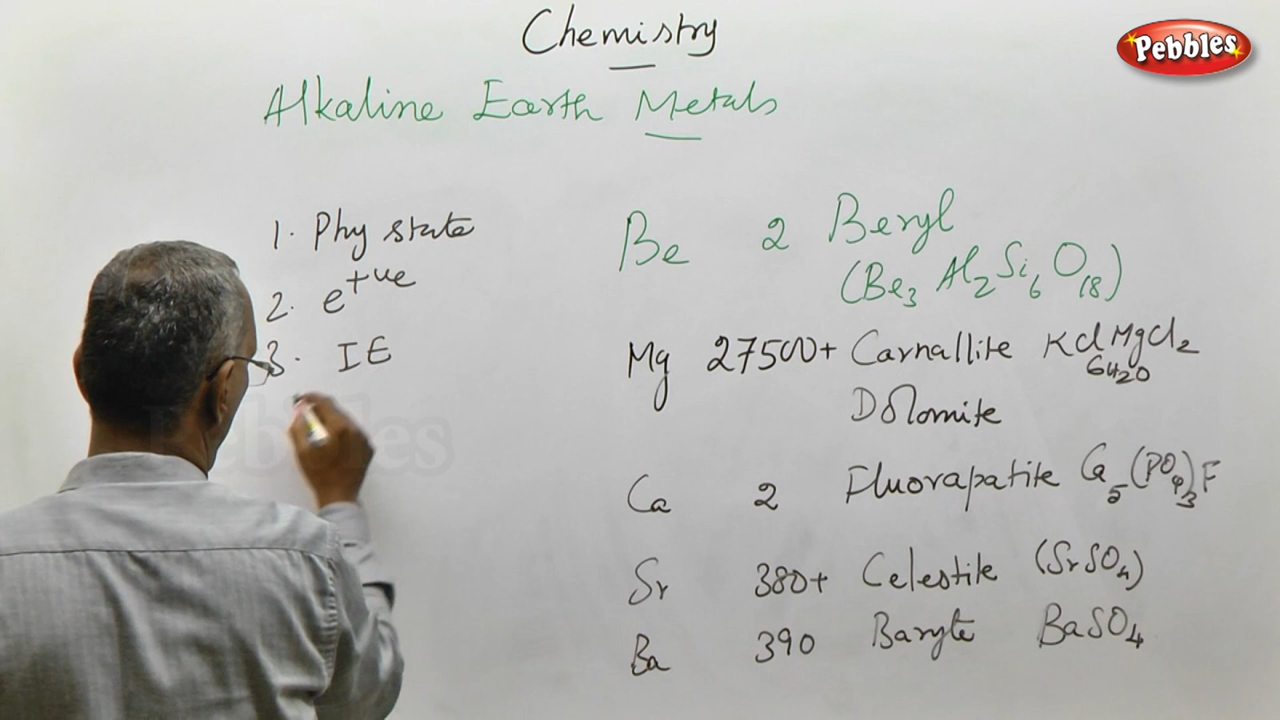 Chemistry
Pebbles
Alkaline Earth Metals
1. Phy state
2. e+ve
3. IE
Be 2 Beryl
(Be₃ Al₂ Si₆ O₁₈)
Mg 27500+ Carnallite KCl MgCl₂
6H₂O
Dolomite
Ca 2 Fluorapatite Ca₅(PO₄)₃F
Sr 380+ Celestite (SrSO₄)
Ba 390 Baryte BaSO₄
Pebbles